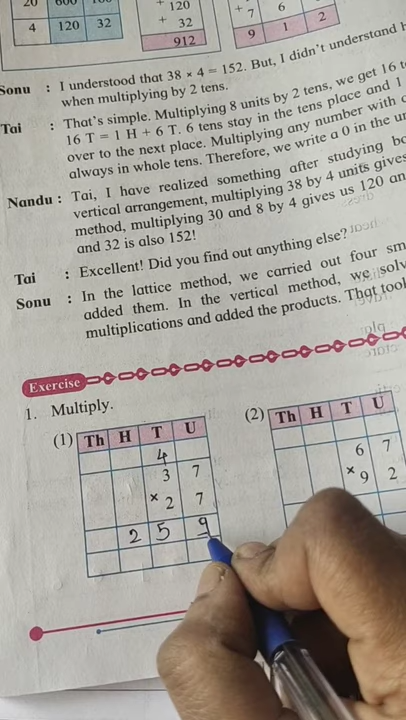 20 600
4 120 32
120
+ 32
912
+ 7 6
9 1 2
Sonu : I understood that 38 × 4 = 152. But, I didn't understand
when multiplying by 2 tens.
Tai : That's simple. Multiplying 8 units by 2 tens, we get 16
16 T = 1 H + 6 T. 6 tens stay in the tens place and 1
over to the next place. Multiplying any number with
always in whole tens. Therefore, we write a 0 in the
Nandu : Tai, I have realized something after studying
vertical arrangement, multiplying 38 by 4 units gives
method, multiplying 30 and 8 by 4 gives us 120
and 32 is also 152!
Tai : Excellent! Did you find out anything else?
Sonu : In the lattice method, we carried out four
added them. In the vertical method, we
multiplications and added the products. That
Exercise
1. Multiply.
(1) Th H T U
4
3 7
× 2 7
2 5 9
(2) Th H T U
6 7
× 9 2